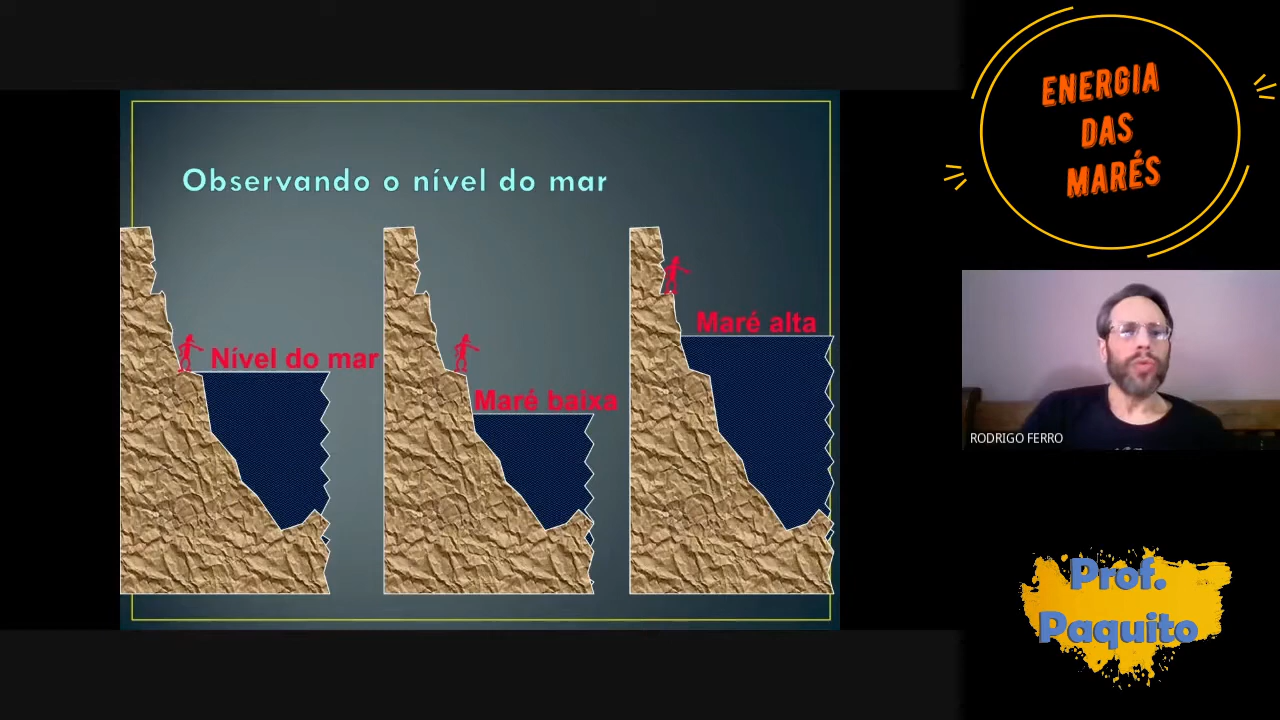 Observando o nível do mar
Nível do mar
Maré baixa
Maré alta
ENERGIA
DAS
MARÉS
RODRIGO FERRO
Prof.
Paquito